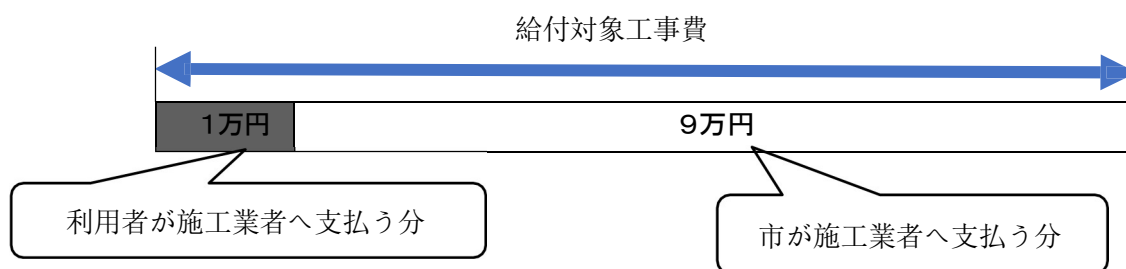 給付対象工事費
1万円
9万円
利用者が施工業者へ支払う分
市が施工業者へ支払う分